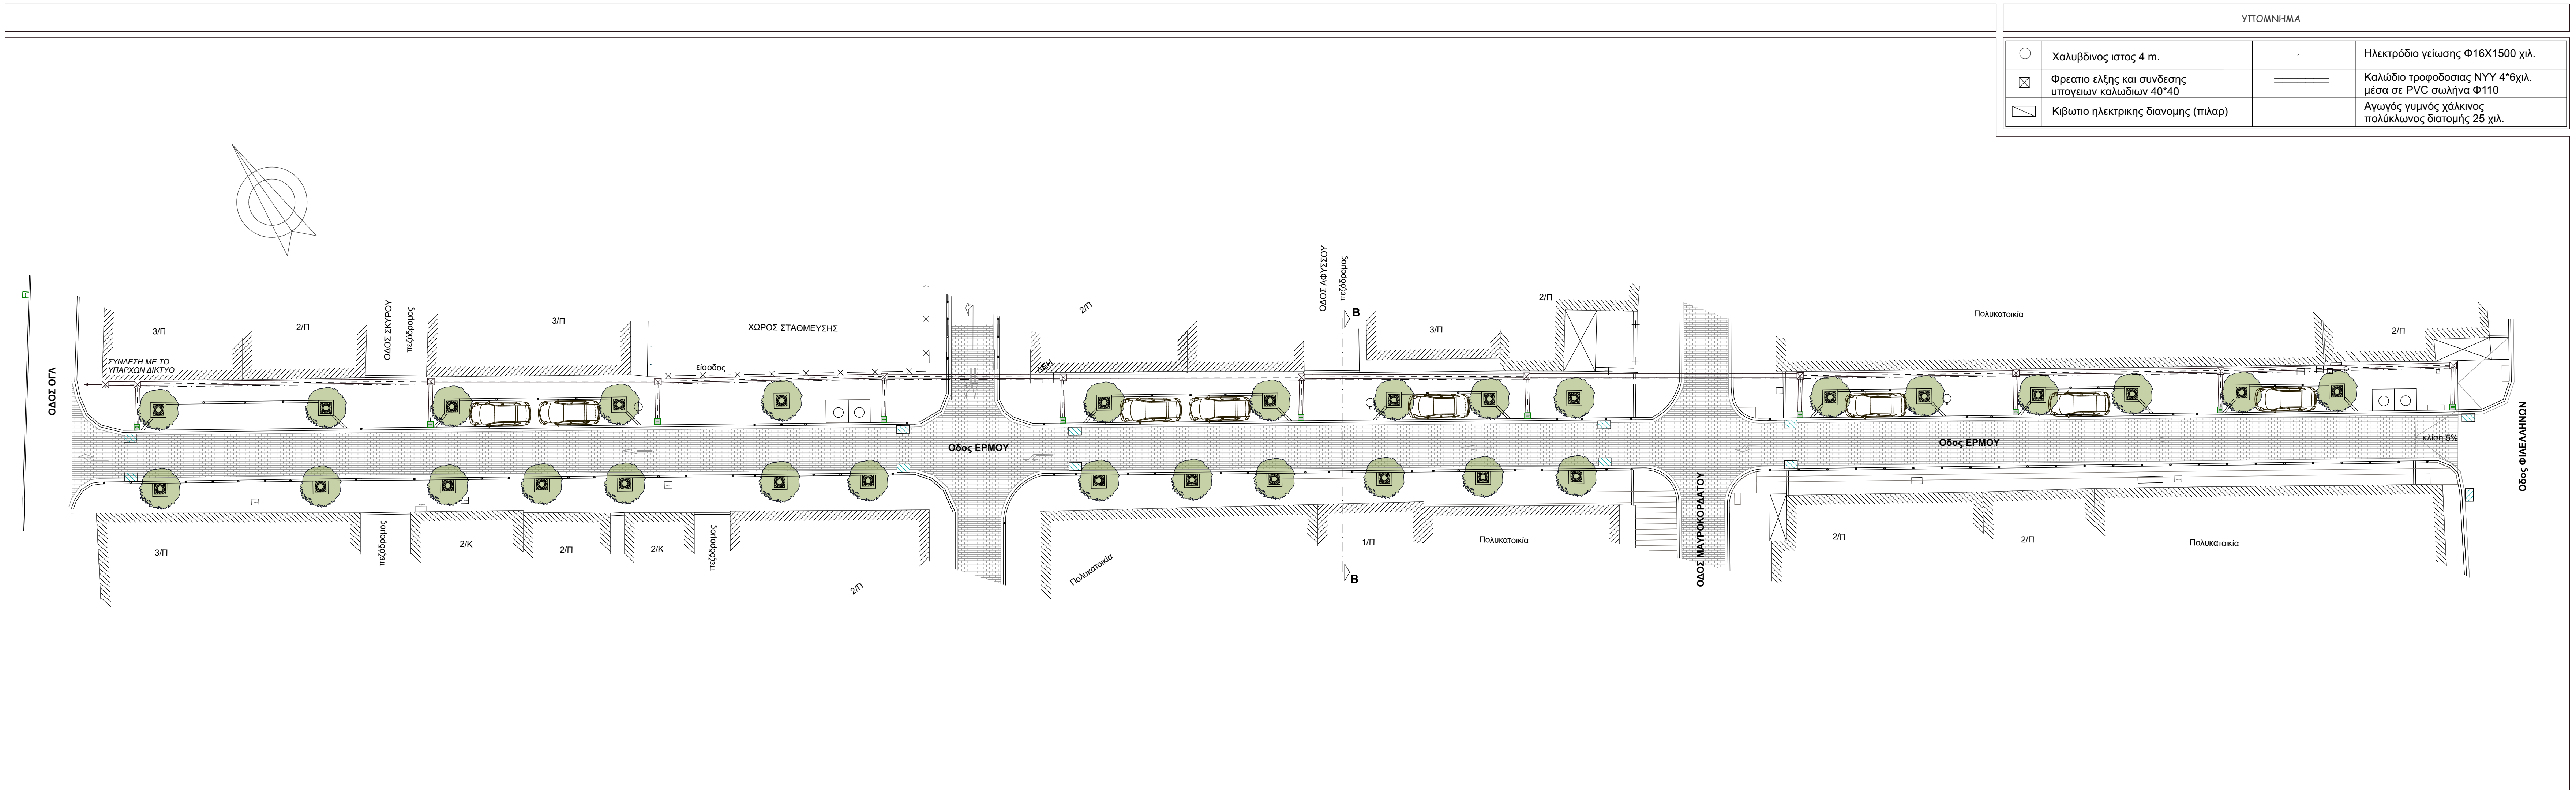 ΥΠΟΜΝΗΜΑ
Χαλυβδινος ιστος 4 m.
Ηλεκτρόδιο γείωσης Φ16Χ1500 χιλ.
Φρεατιο ελξης και συνδεσης
υπογειων καλωδιων 40*40
Καλώδιο τροφοδοσιας ΝΥΥ 4*6χιλ.
μέσα σε PVC σωλήνα Φ110
Κιβωτιο ηλεκτρικης διανομης (πιλαρ)
Αγωγός γυμνός χάλκινος
πολύκλωνος διατομής 25 χιλ.
ΟΔΟΣ ΟΓΛ
3/Π
2/Π
ΟΔΟΣ ΣΚΥΡΟΥ
πεζόδρομος
3/Π
ΧΩΡΟΣ ΣΤΑΘΜΕΥΣΗΣ
2/Π
ΟΔΟΣ ΑΦΥΣΣΟΥ
πεζόδρομος
Β
3/Π
2/Π
Πολυκατοικία
2/Π
ΣΥΝΔΕΣΗ ΜΕ ΤΟ
ΥΠΑΡΧΩΝ ΔΙΚΤΥΟ
είσοδος
ΔΕΗ
Οδος ΕΡΜΟΥ
Οδος ΕΡΜΟΥ
κλίση 5%
Οδος ΦΙΛΕΛΛΗΝΩΝ
ΟΔΟΣ ΜΑΥΡΟΚΟΡΔΑΤΟΥ
3/Π
πεζόδρομος
2/Κ
2/Π
2/Κ
πεζόδρομος
2/Π
Πολυκατοικία
1/Π
Β
Πολυκατοικία
2/Π
2/Π
Πολυκατοικία